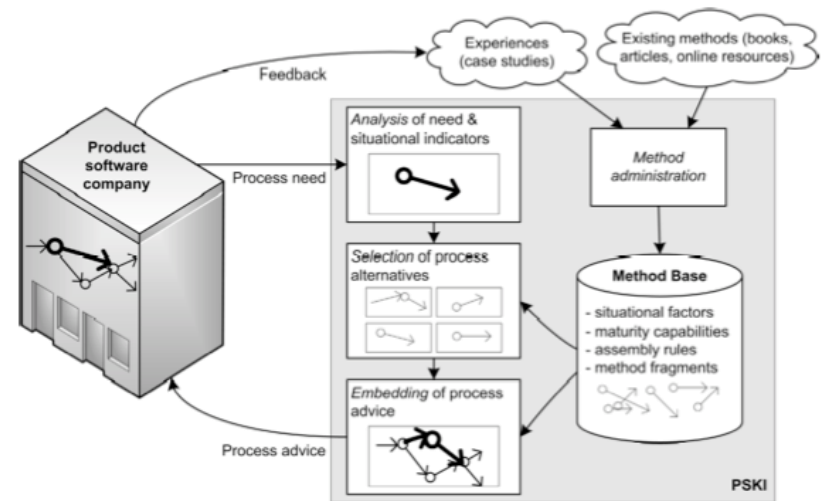 Experiences
(case studies)
Existing methods (books,
articles, online resources)
Feedback
Product
software
company
Process need
Analysis of need &
situational indicators
Method
administration
Selection of process
alternatives
Method Base
- situational factors
- maturity capabilities
- assembly rules
- method fragments
Embedding of process
advice
Process advice
PSKI